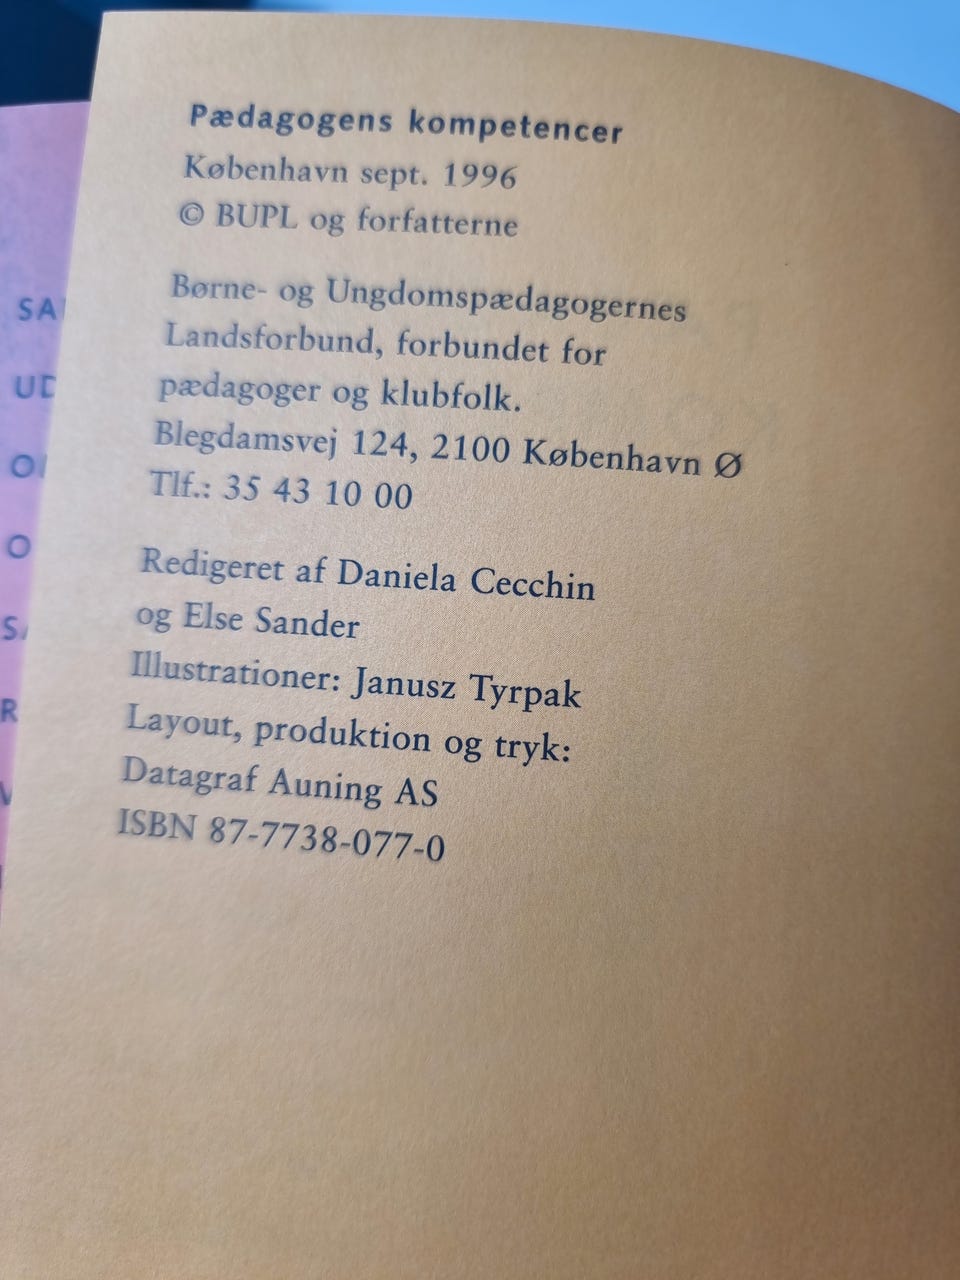 Pædagogens kompetencer
København sept. 1996
© BUPL og forfatterne
Børne- og Ungdomspædagogernes
Landsforbund, forbundet for
pædagoger og klubfolk.
Blegdamsvej 124, 2100 København Ø
Tlf.: 35 43 10 00
Redigeret af Daniela Cecchin
og Else Sander
Illustrationer: Janusz Tyrpak
Layout, produktion og tryk:
Datagraf Auning AS
ISBN 87-7738-077-0